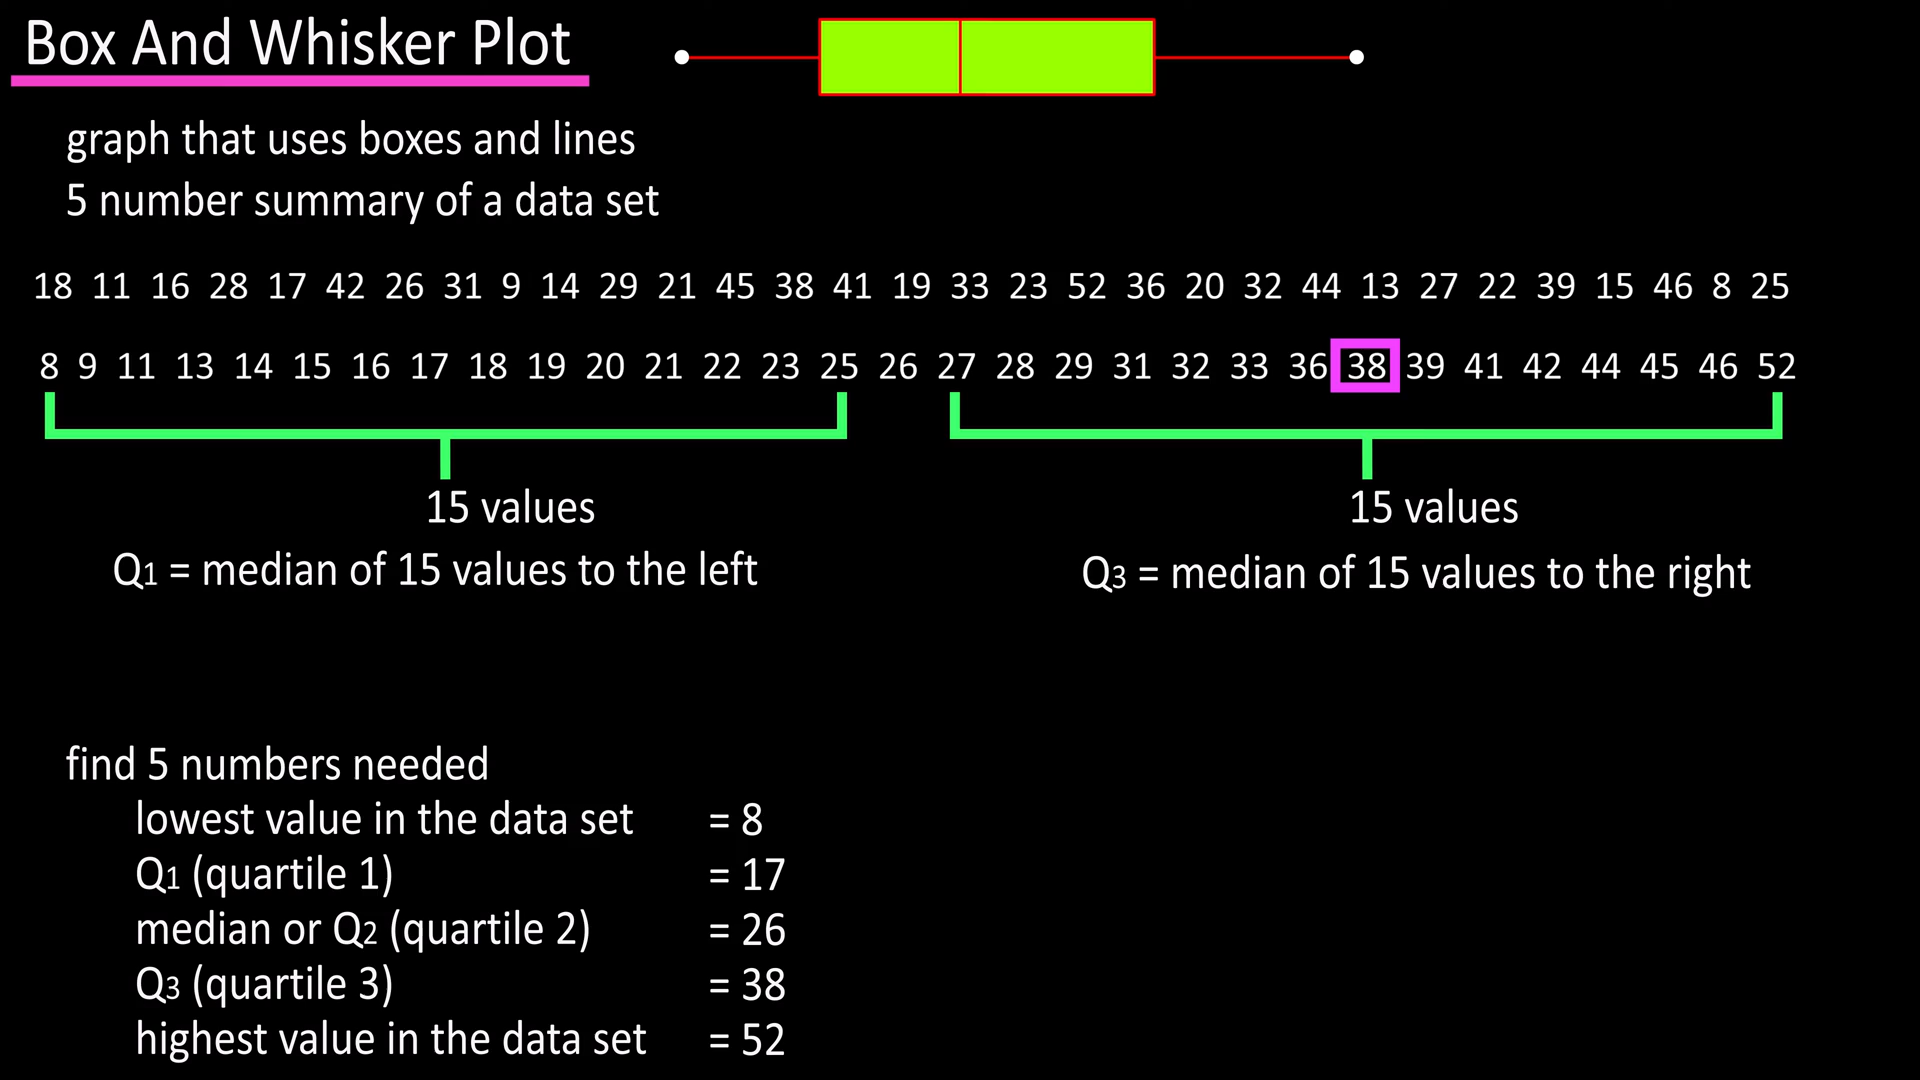 Box And Whisker Plot
graph that uses boxes and lines
5 number summary of a data set
18 11 16 28 17 42 26 31 9 14 29 21 45 38 41 19 33 23 52 36 20 32 44 13 27 22 39 15 46 8 25
8 9 11 13 14 15 16 17 18 19 20 21 22 23 25 26 27 28 29 31 32 33 36 38 39 41 42 44 45 46 52
15 values 15 values
Q1 = median of 15 values to the left Q3 = median of 15 values to the right
find 5 numbers needed
lowest value in the data set = 8
Q1 (quartile 1) = 17
median or Q2 (quartile 2) = 26
Q3 (quartile 3) = 38
highest value in the data set = 52